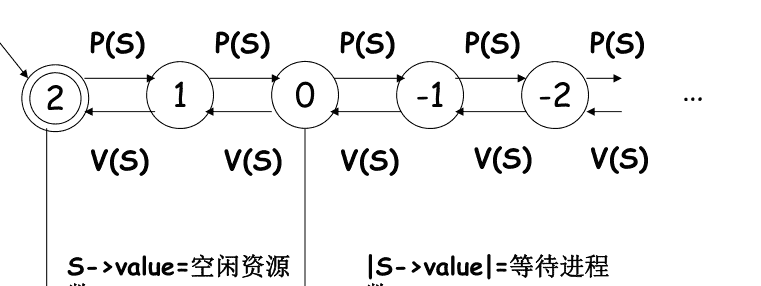 P(S) P(S) P(S) P(S) P(S)
2 1 0 -1 -2 ...
V(S) V(S) V(S) V(S) V(S)
S->value=空闲资源
|S->value|=等待进程